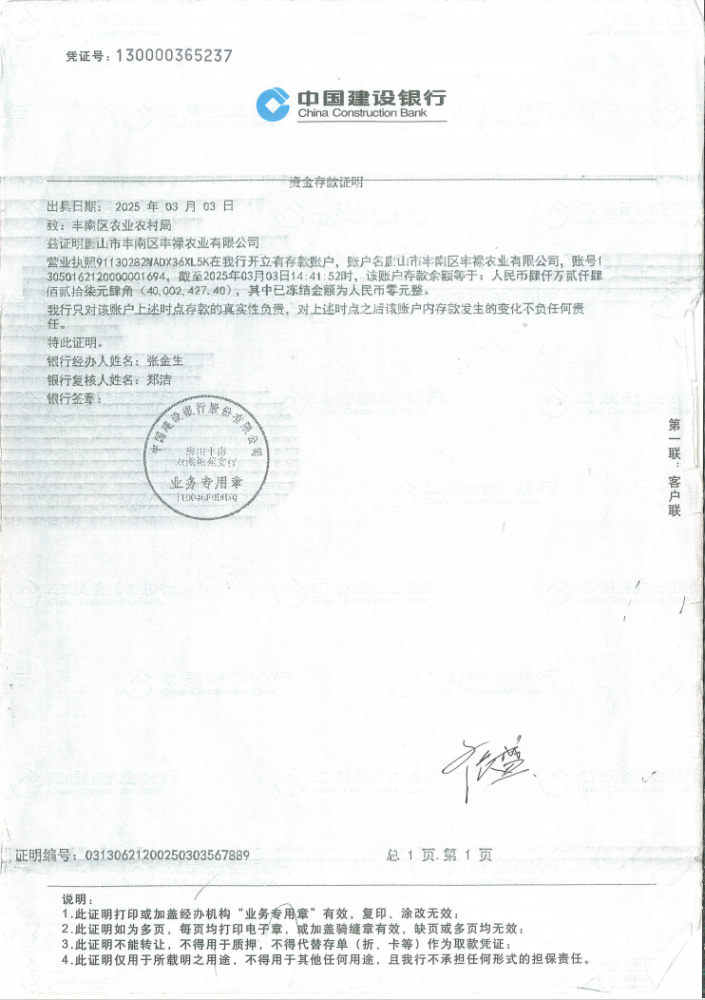 凭证号：130000365237
中国建设银行
China Construction Bank
资金存款证明
出具日期： 2025 年 03 月 03 日
致：丰南区农业农村局
兹证明唐山市丰南区丰禄农业有限公司
营业执照91130282MADX36XL5K在我行开立有存款账户，账户名唐山市丰南区丰禄农业有限公司，账号1
3050162120000001694，截至2025年03月03日14:41:52时，该账户存款余额等于：人民币肆仟万贰仟肆
佰贰拾柒元肆角（40,002,427.40），其中已冻结金额为人民币零元整。
我行只对该账户上述时点存款的真实性负责，对上述时点之后该账户内存款发生的变化不负任何责
任。
特此证明。
银行经办人姓名：张金生
银行复核人姓名：郑洁
银行签章：
中国建设银行股份有限公司
唐山丰南
支行
业务专用章
第一联：客户联
证明编号：03130621200250303567889
总 1 页.第 1 页
说明：
1.此证明打印或加盖经办机构“业务专用章”有效，复印、涂改无效；
2.此证明如为多页，每页均打印电子章，或加盖骑缝章有效，缺页或多页均无效；
3.此证明不能转让，不得用于质押，不得代替存单（折、卡等）作为取款凭证；
4.此证明仅用于所载明之用途，不得用于其他任何用途，且我行不承担任何形式的担保责任。